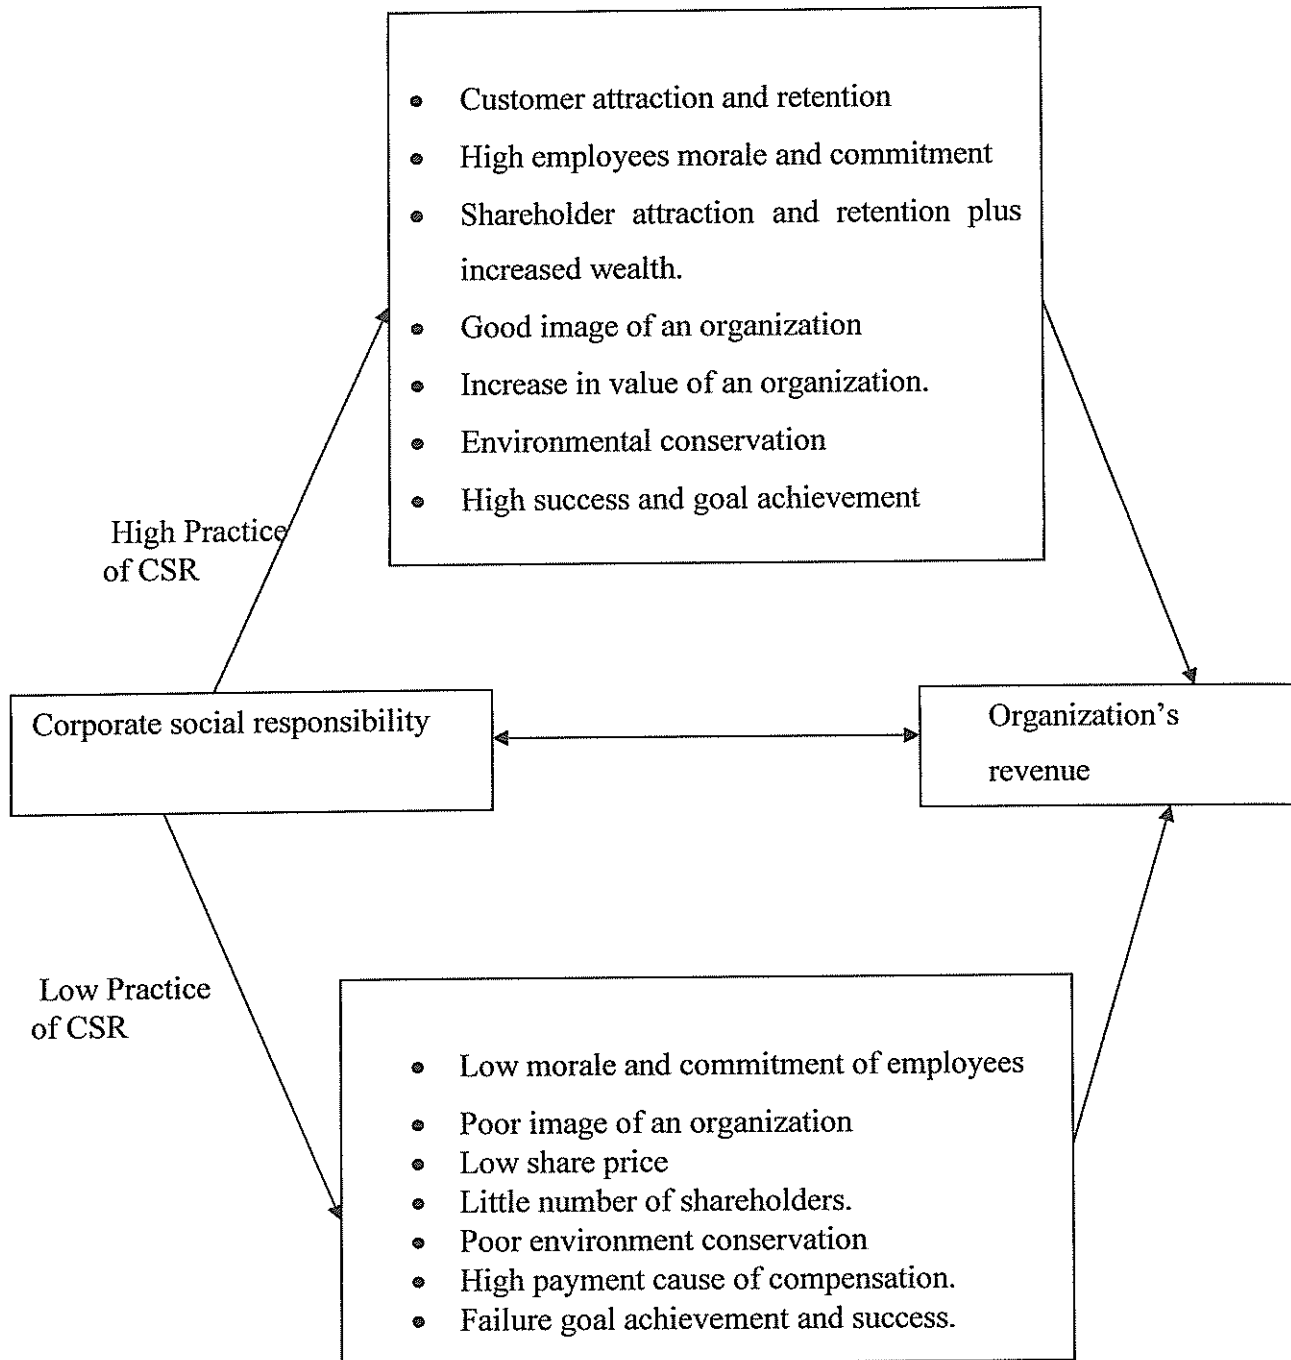 • Customer attraction and retention
• High employees morale and commitment
• Shareholder attraction and retention plus
increased wealth.
• Good image of an organization
• Increase in value of an organization.
• Environmental conservation
• High success and goal achievement
High Practice
of CSR
Corporate social responsibility
Organization’s
revenue
Low Practice
of CSR
• Low morale and commitment of employees
• Poor image of an organization
• Low share price
• Little number of shareholders.
• Poor environment conservation
• High payment cause of compensation.
• Failure goal achievement and success.